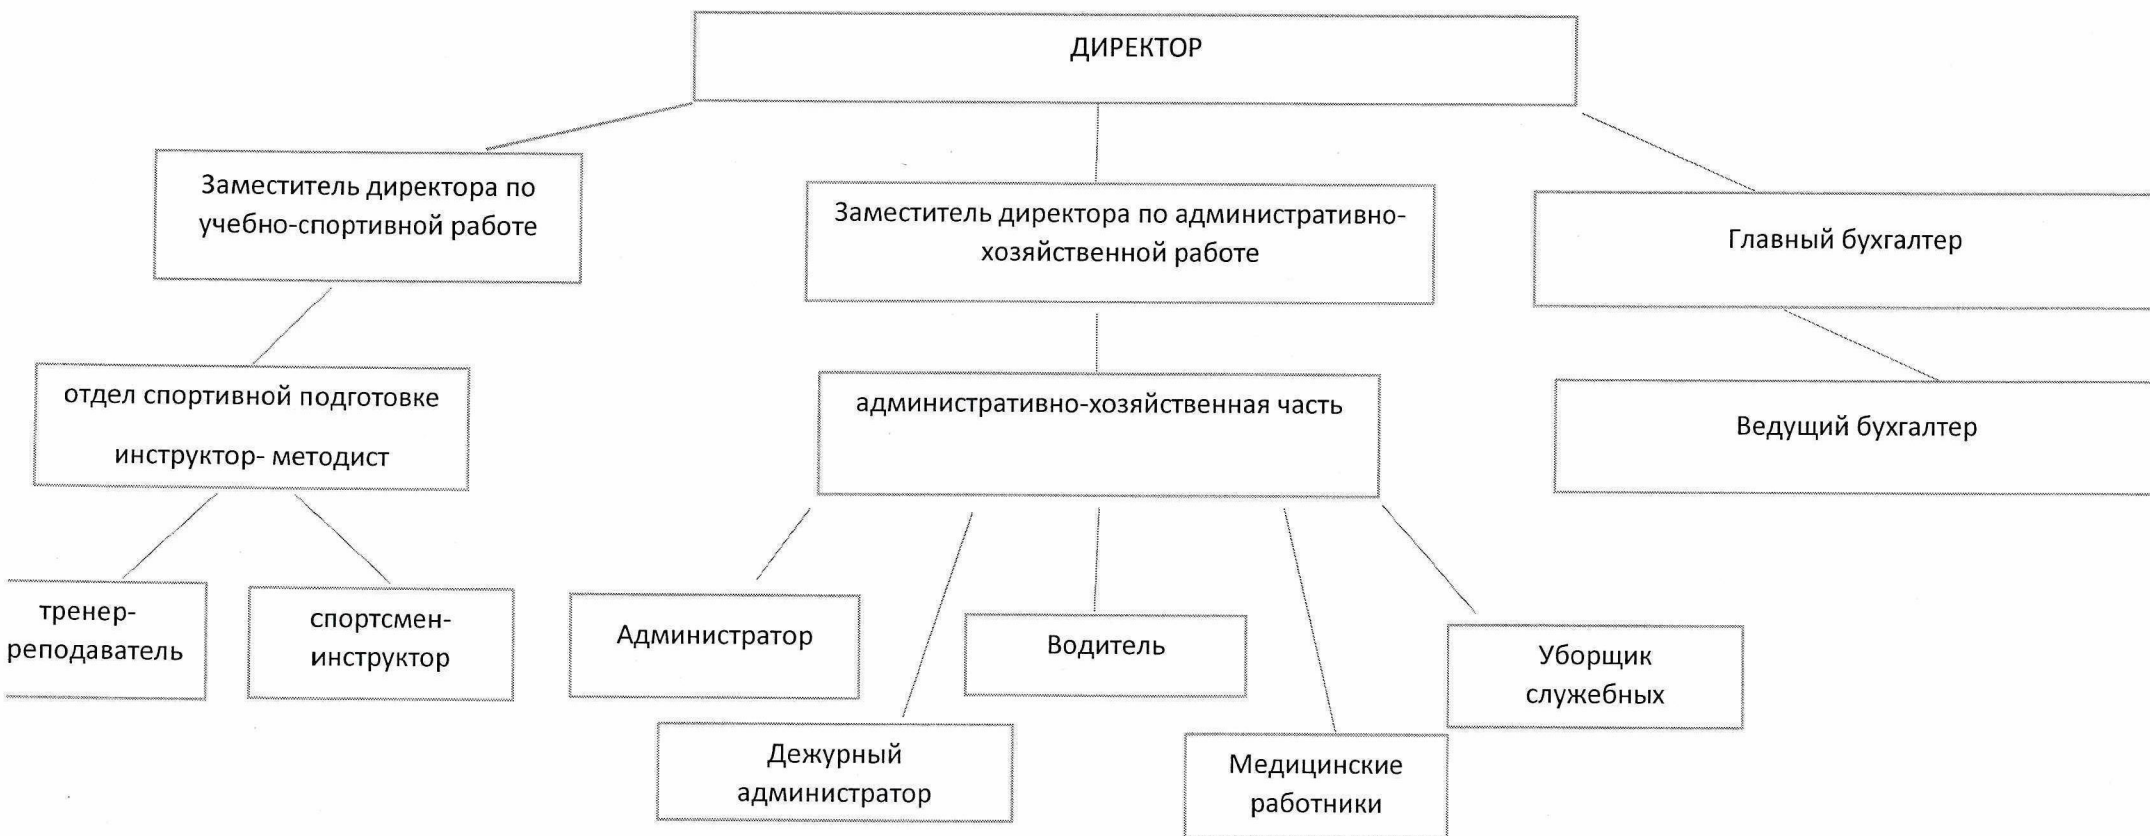 ДИРЕКТОР
Заместитель директора по
учебно-спортивной работе
Заместитель директора по административно-
хозяйственной работе
Главный бухгалтер
отдел спортивной подготовке
инструктор- методист
административно-хозяйственная часть
Ведущий бухгалтер
тренер-
реподаватель
спортсмен-
инструктор
Администратор
Водитель
Уборщик
служебных
Дежурный
администратор
Медицинские
работники